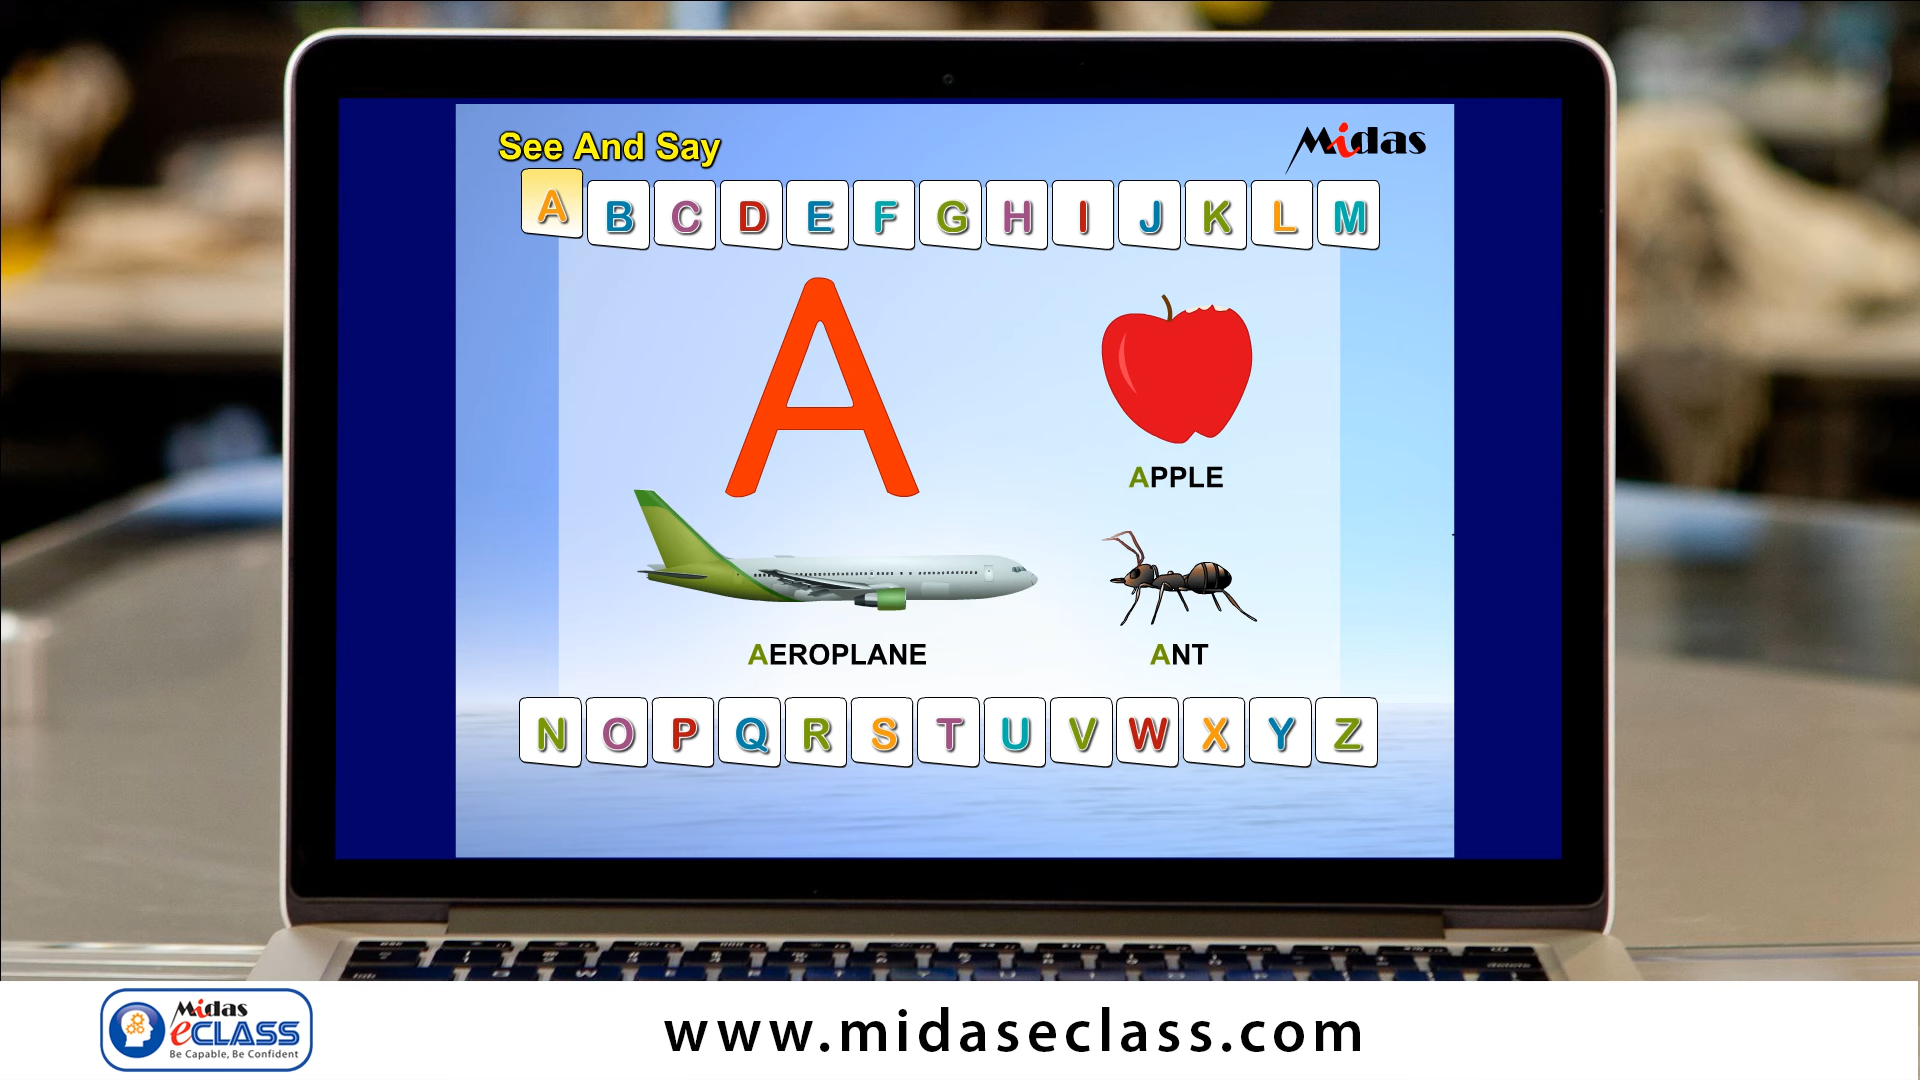 See And Say
Midas
A B C D E F G H I J K L M
A
APPLE
AEROPLANE
ANT
N O P Q R S T U V W X Y Z
Midas
eCLASS
Be Capable, Be Confident
www.midaseclass.com